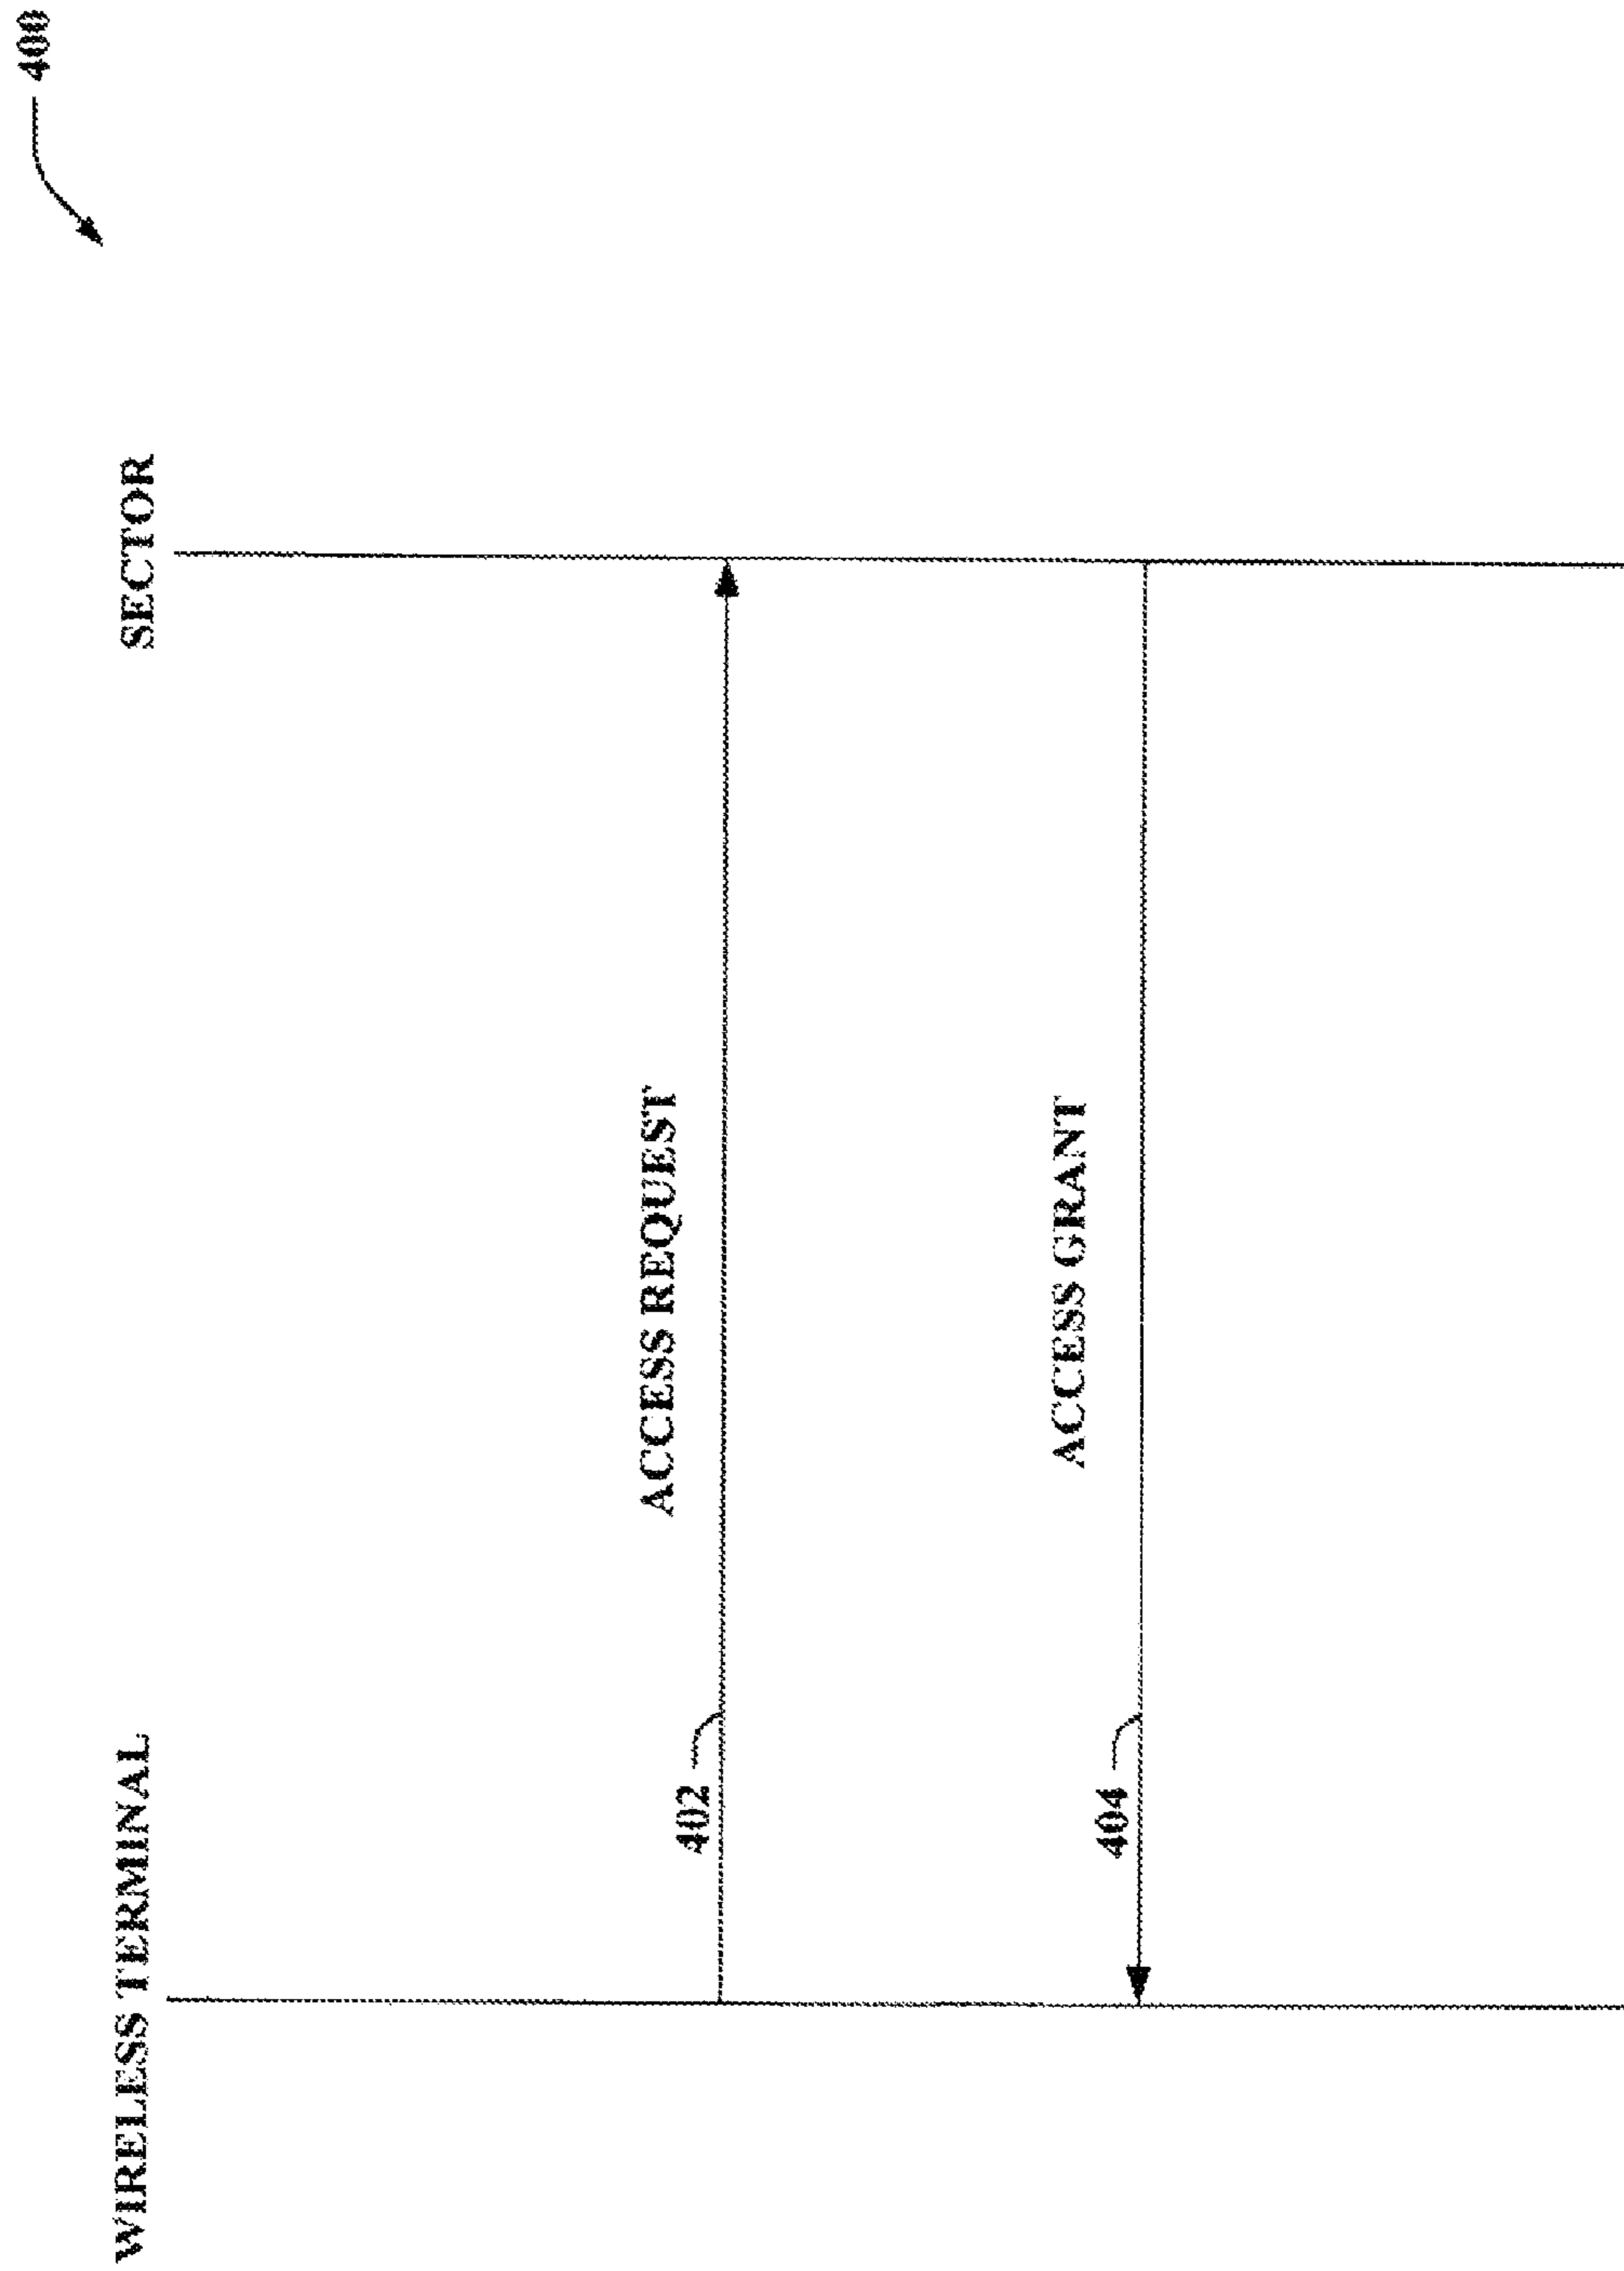 400
WIRELESS TERMINAL
SECTOR
ACCESS REQUEST
402
ACCESS GRANT
404